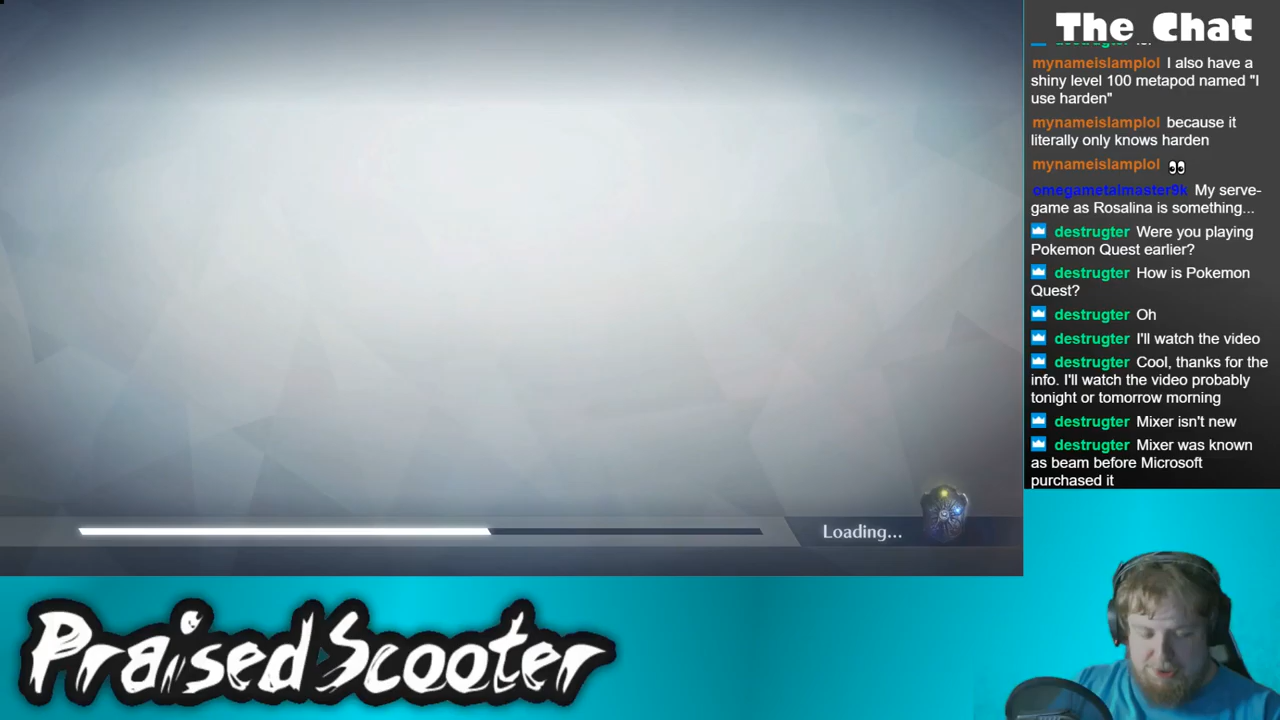 The Chat
mynameislamplol I also have a
shiny level 100 metapod named "I
use harden"
mynameislamplol because it
literally only knows harden
mynameislamplol 👀
omegametalmaster9k My serve-
game as Rosalina is something...
destrugter Were you playing
Pokemon Quest earlier?
destrugter How is Pokemon
Quest?
destrugter Oh
destrugter I'll watch the video
destrugter Cool, thanks for the
info. I'll watch the video probably
tonight or tomorrow morning
destrugter Mixer isn't new
destrugter Mixer was known
as beam before Microsoft
purchased it
Loading...
PraisedScooter